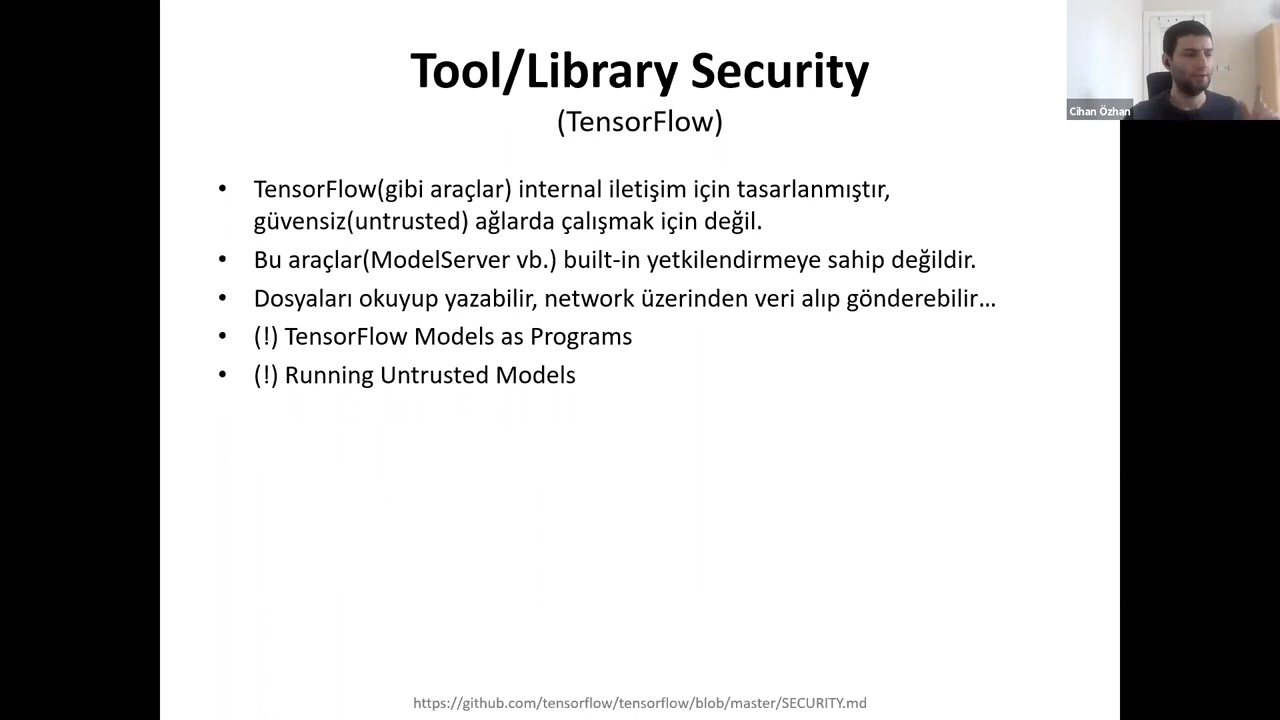 Tool/Library Security
(TensorFlow)
Cihan Özhan
• TensorFlow(gibi araçlar) internal iletişim için tasarlanmıştır,
güvensiz(untrusted) ağlarda çalışmak için değil.
• Bu araçlar(ModelServer vb.) built-in yetkilendirmeye sahip değildir.
• Dosyaları okuyup yazabilir, network üzerinden veri alıp gönderebilir...
• (!) TensorFlow Models as Programs
• (!) Running Untrusted Models
https://github.com/tensorflow/tensorflow/blob/master/SECURITY.md